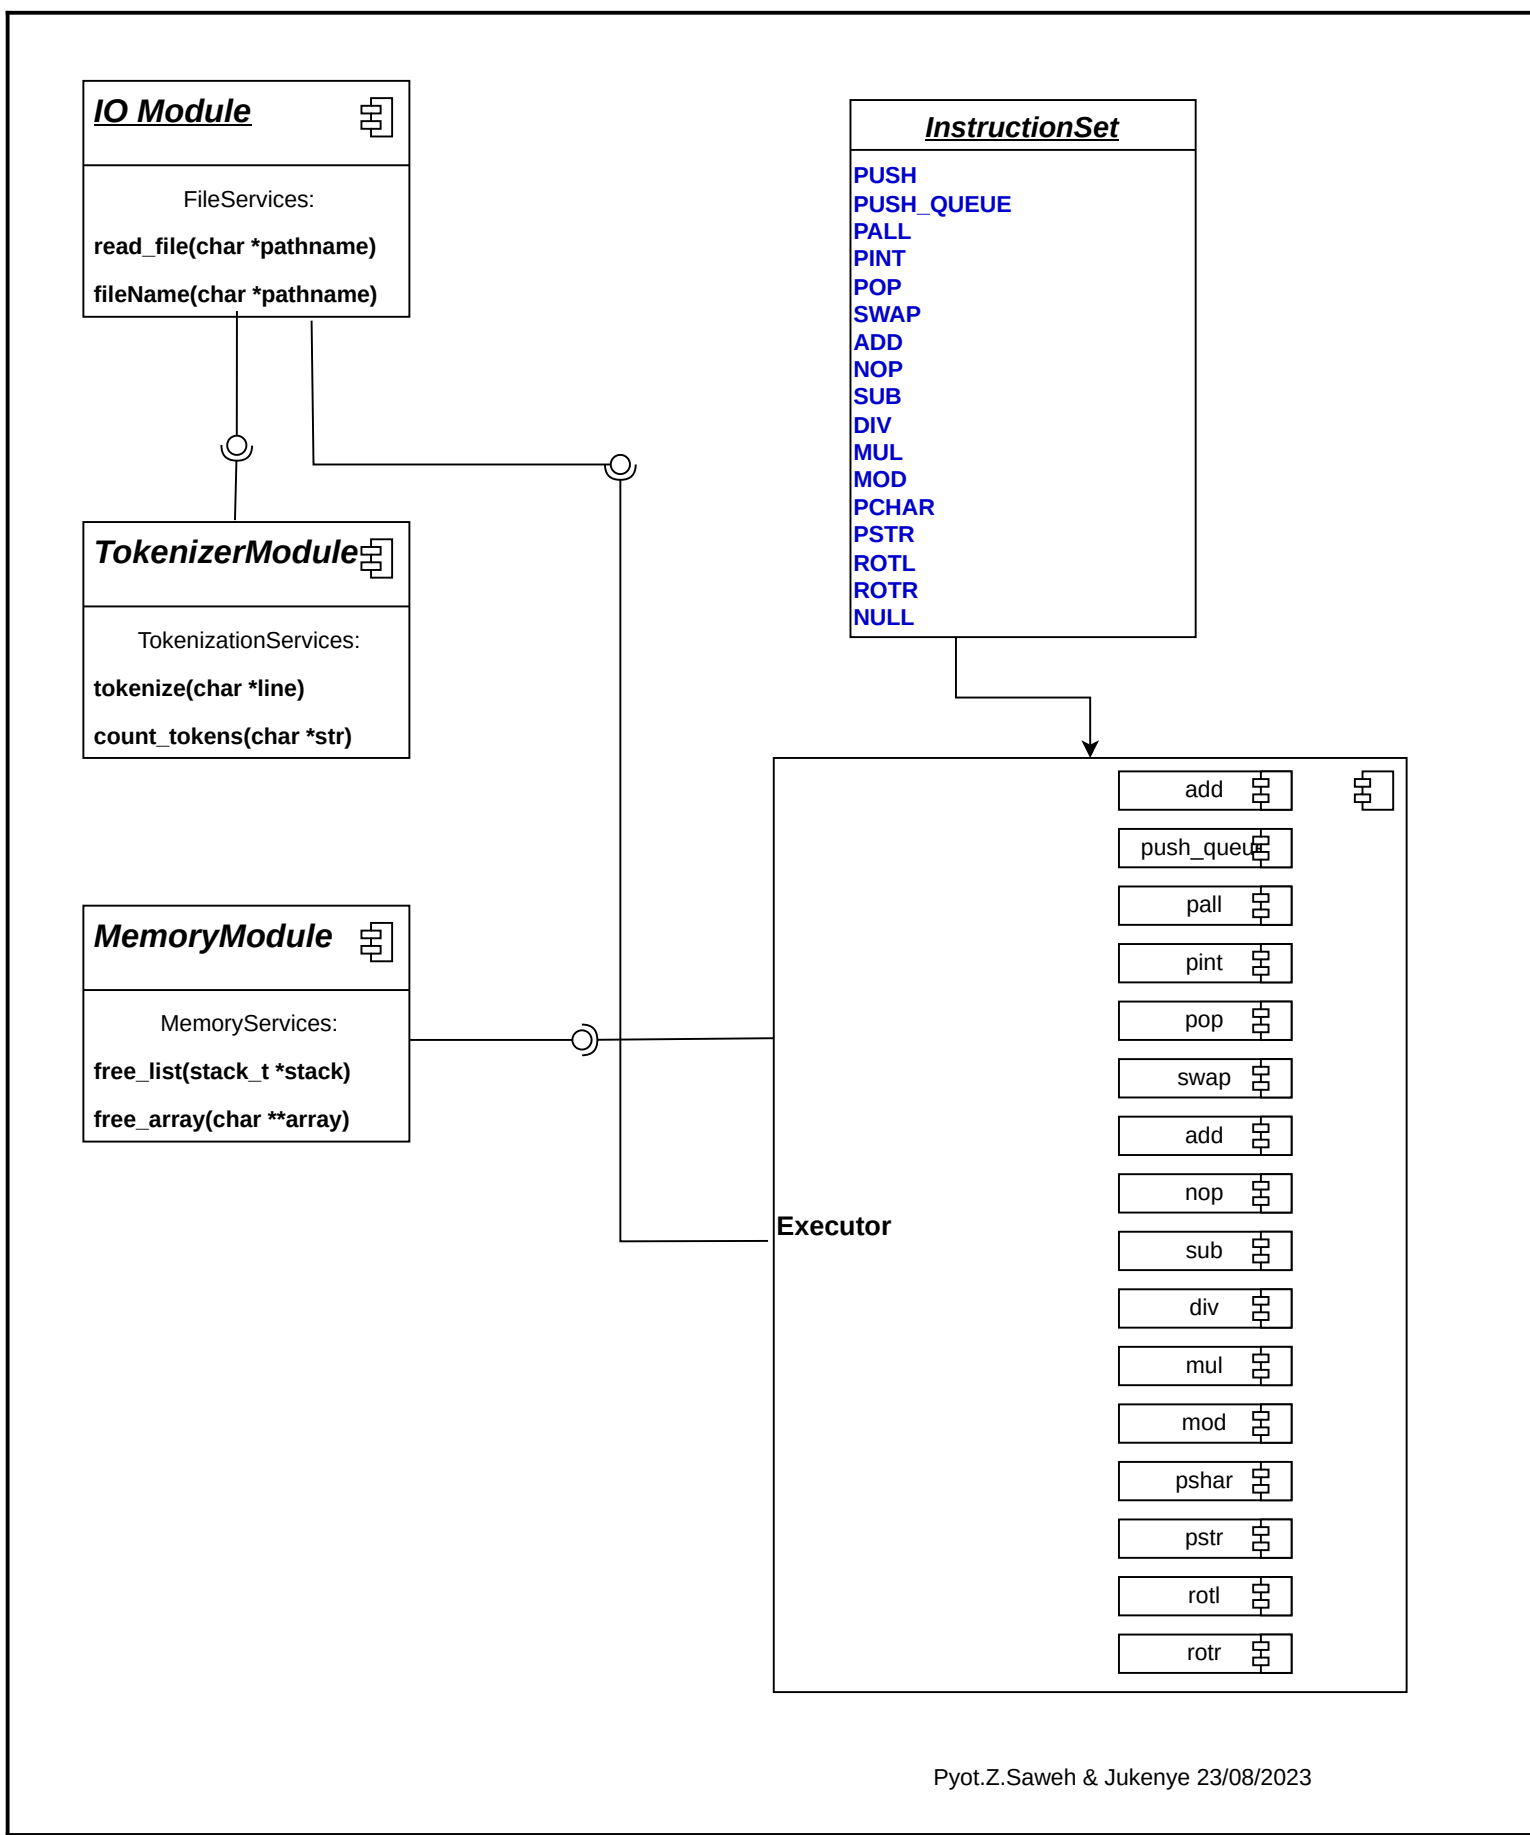 IO Module
FileServices:
read_file(char *pathname)
fileName(char *pathname)
InstructionSet
PUSH
PUSH_QUEUE
PALL
PINT
POP
SWAP
ADD
NOP
SUB
DIV
MUL
MOD
PCHAR
PSTR
ROTL
ROTR
NULL
TokenizerModule
TokenizationServices:
tokenize(char *line)
count_tokens(char *str)
MemoryModule
MemoryServices:
free_list(stack_t *stack)
free_array(char **array)
Executor
add
push_queue
pall
pint
pop
swap
add
nop
sub
div
mul
mod
pshar
pstr
rotl
rotr
Pyot.Z.Saweh & Jukenye 23/08/2023